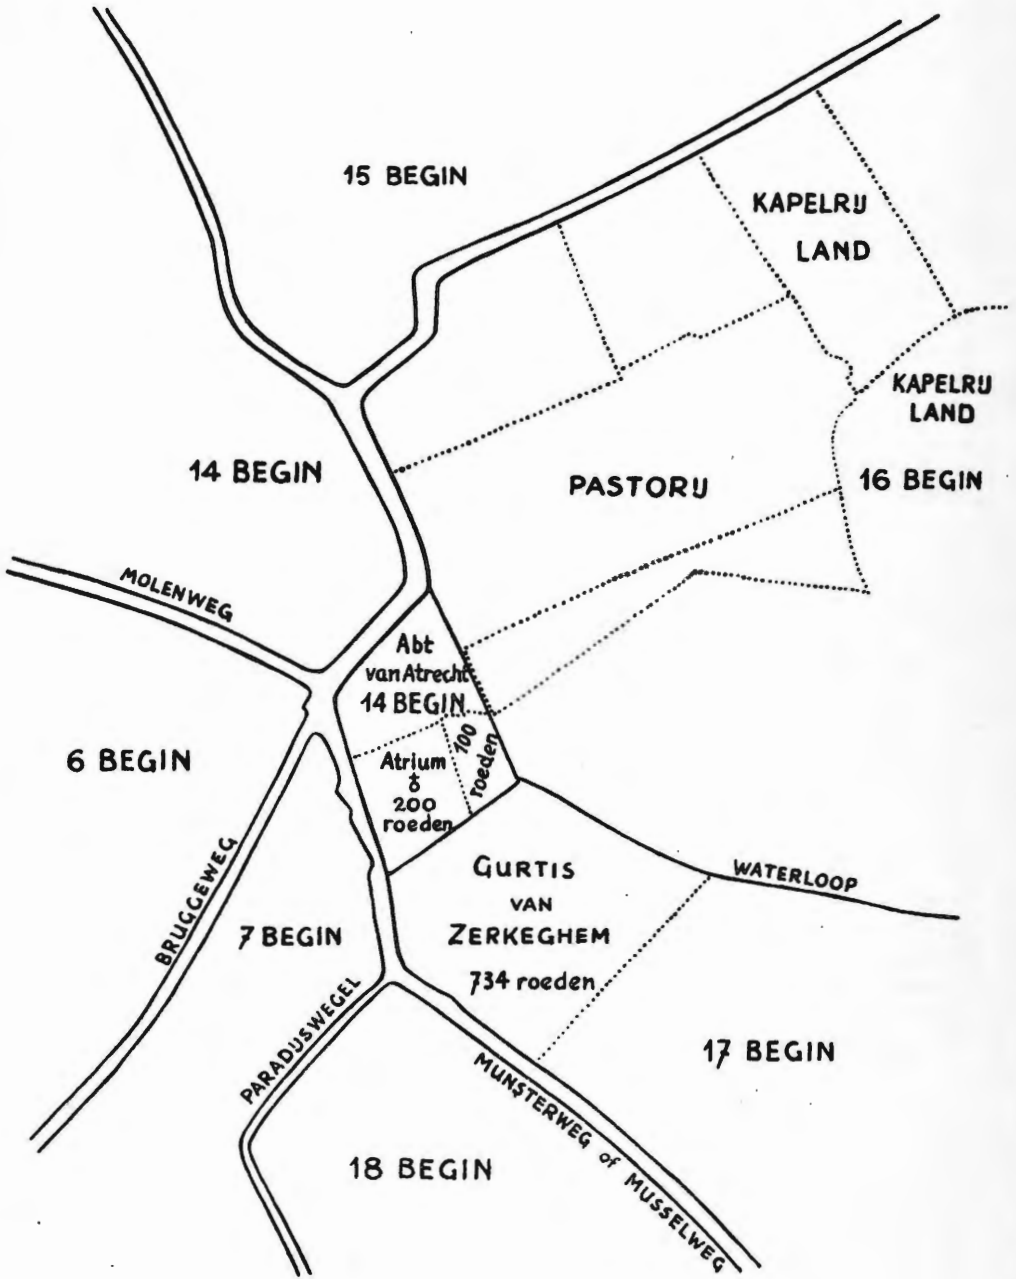 15 BEGIN
KAPELRIJ
LAND
KAPELRIJ
LAND
14 BEGIN
PASTORIJ
16 BEGIN
MOLENWEG
Abt
van Atrecht
14 BEGIN
6 BEGIN
Atrium
200
roeden
100
roeden
BRUGGEWEG
GURTIS
VAN
ZERKEGHEM
734 roeden
WATERLOOP
7 BEGIN
PARADIJSWEGEL
17 BEGIN
MUNSTERWEG of MUSSELWEG
18 BEGIN